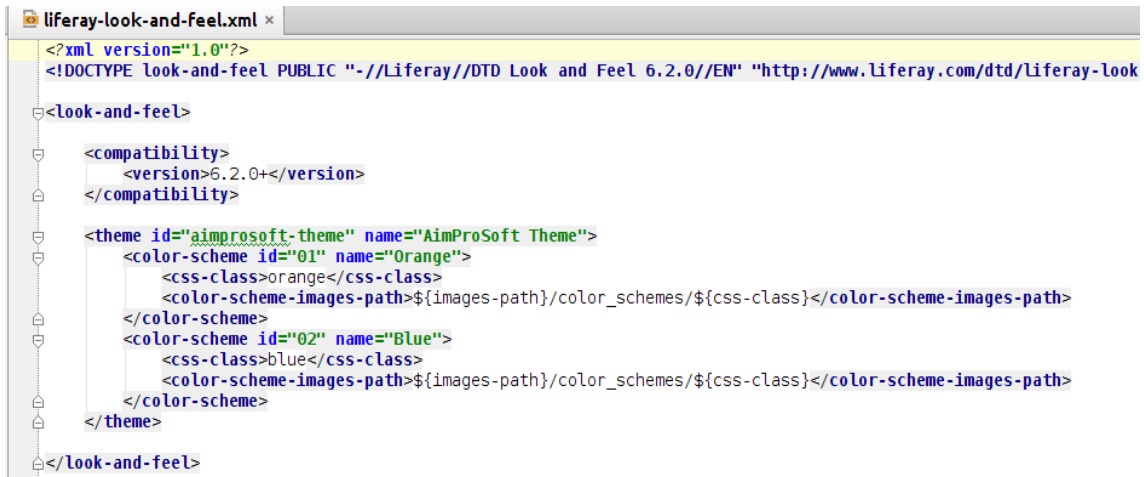 liferay-look-and-feel.xml ×
<?xml version="1.0"?>
<!DOCTYPE look-and-feel PUBLIC "-//Liferay//DTD Look and Feel 6.2.0//EN" "http://www.liferay.com/dtd/liferay-look
<look-and-feel>
<compatibility>
<version>6.2.0+</version>
</compatibility>
<theme id="aimprosoft-theme" name="AimProSoft Theme">
<color-scheme id="01" name="Orange">
<css-class>orange</css-class>
<color-scheme-images-path>${images-path}/color_schemes/${css-class}</color-scheme-images-path>
</color-scheme>
<color-scheme id="02" name="Blue">
<css-class>blue</css-class>
<color-scheme-images-path>${images-path}/color_schemes/${css-class}</color-scheme-images-path>
</color-scheme>
</theme>
</look-and-feel>